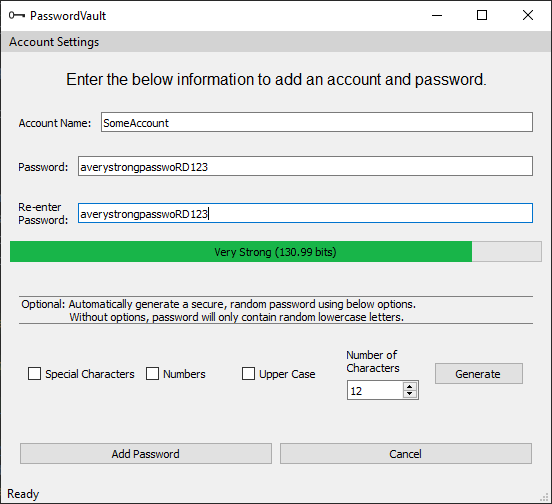 PasswordVault
Account Settings
Enter the below information to add an account and password.
Account Name: SomeAccount
Password: averystrongpasswoRD123
Re-enter
Password: averystrongpasswoRD123
Very Strong (130.99 bits)
Optional: Automatically generate a secure, random password using below options.
Without options, password will only contain random lowercase letters.
Number of
Characters
Special Characters Numbers Upper Case 12 Generate
Add Password Cancel
Ready